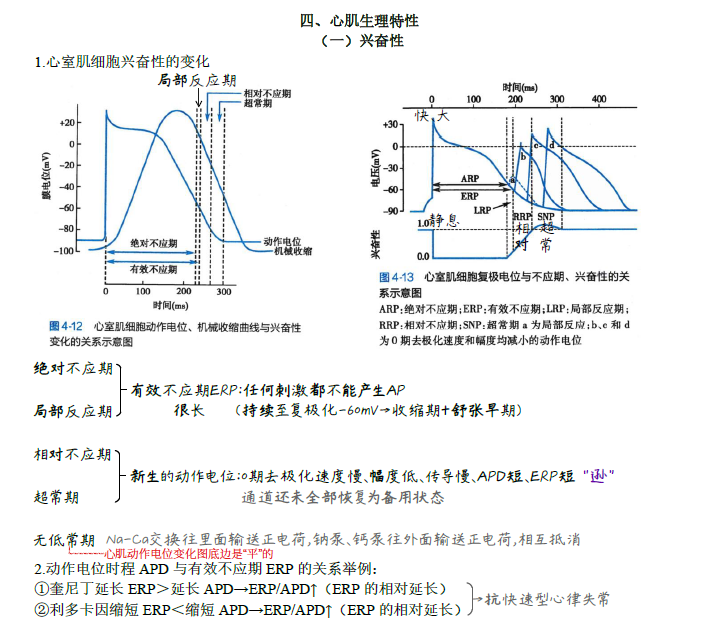 四、心肌生理特性
（一）兴奋性
1.心室肌细胞兴奋性的变化
局部反应期
相对不应期
超常期
膜电位(mV)
+20
0
−20
−40
−60
−80
−100
绝对不应期
有效不应期
动作电位
机械收缩
0 100 200 300
时间(ms)
图4-12 心室肌细胞动作电位、机械收缩曲线与兴奋性
变化的关系示意图
时间(ms)
0 100 200 300 400
快 大
电压(mV)
+30
0
−30
−60
−90
ARP
ERP
LRP
a
b
c
d
RRP SNP
静息
相对
超常
兴奋性
1.0
0.0
图4-13 心室肌细胞复极电位与不应期、兴奋性的关
系示意图
ARP:绝对不应期;ERP:有效不应期;LRP:局部反应期;
RRP:相对不应期;SNP:超常期 a 为局部反应;b、c 和 d
为 0 期去极化速度和幅度均减小的动作电位
绝对不应期
有效不应期ERP:任何刺激都不能产生AP
局部反应期
很长 （持续至复极化-60mV→收缩期+舒张早期）
相对不应期
新生的动作电位:0期去极化速度慢、幅度低、传导慢、APD短、ERP短 “逊”
超常期
通道还未全部恢复为备用状态
无低常期 Na-Ca交换往里面输送正电荷,钠泵、钙泵往外面输送正电荷,相互抵消
心肌动作电位变化图底边是“平”的
2.动作电位时程 APD 与有效不应期 ERP 的关系举例:
①奎尼丁延长 ERP＞延长 APD→ERP/APD↑（ERP 的相对延长）
②利多卡因缩短 ERP＜缩短 APD→ERP/APD↑（ERP 的相对延长）
抗快速型心律失常